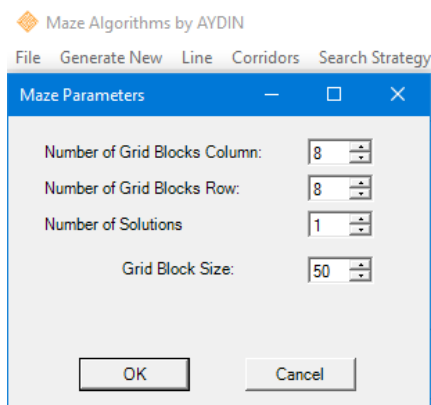 Maze Algorithms by AYDIN
File Generate New Line Corridors Search Strategy
Maze Parameters
Number of Grid Blocks Column: 8
Number of Grid Blocks Row: 8
Number of Solutions 1
Grid Block Size: 50
OK Cancel